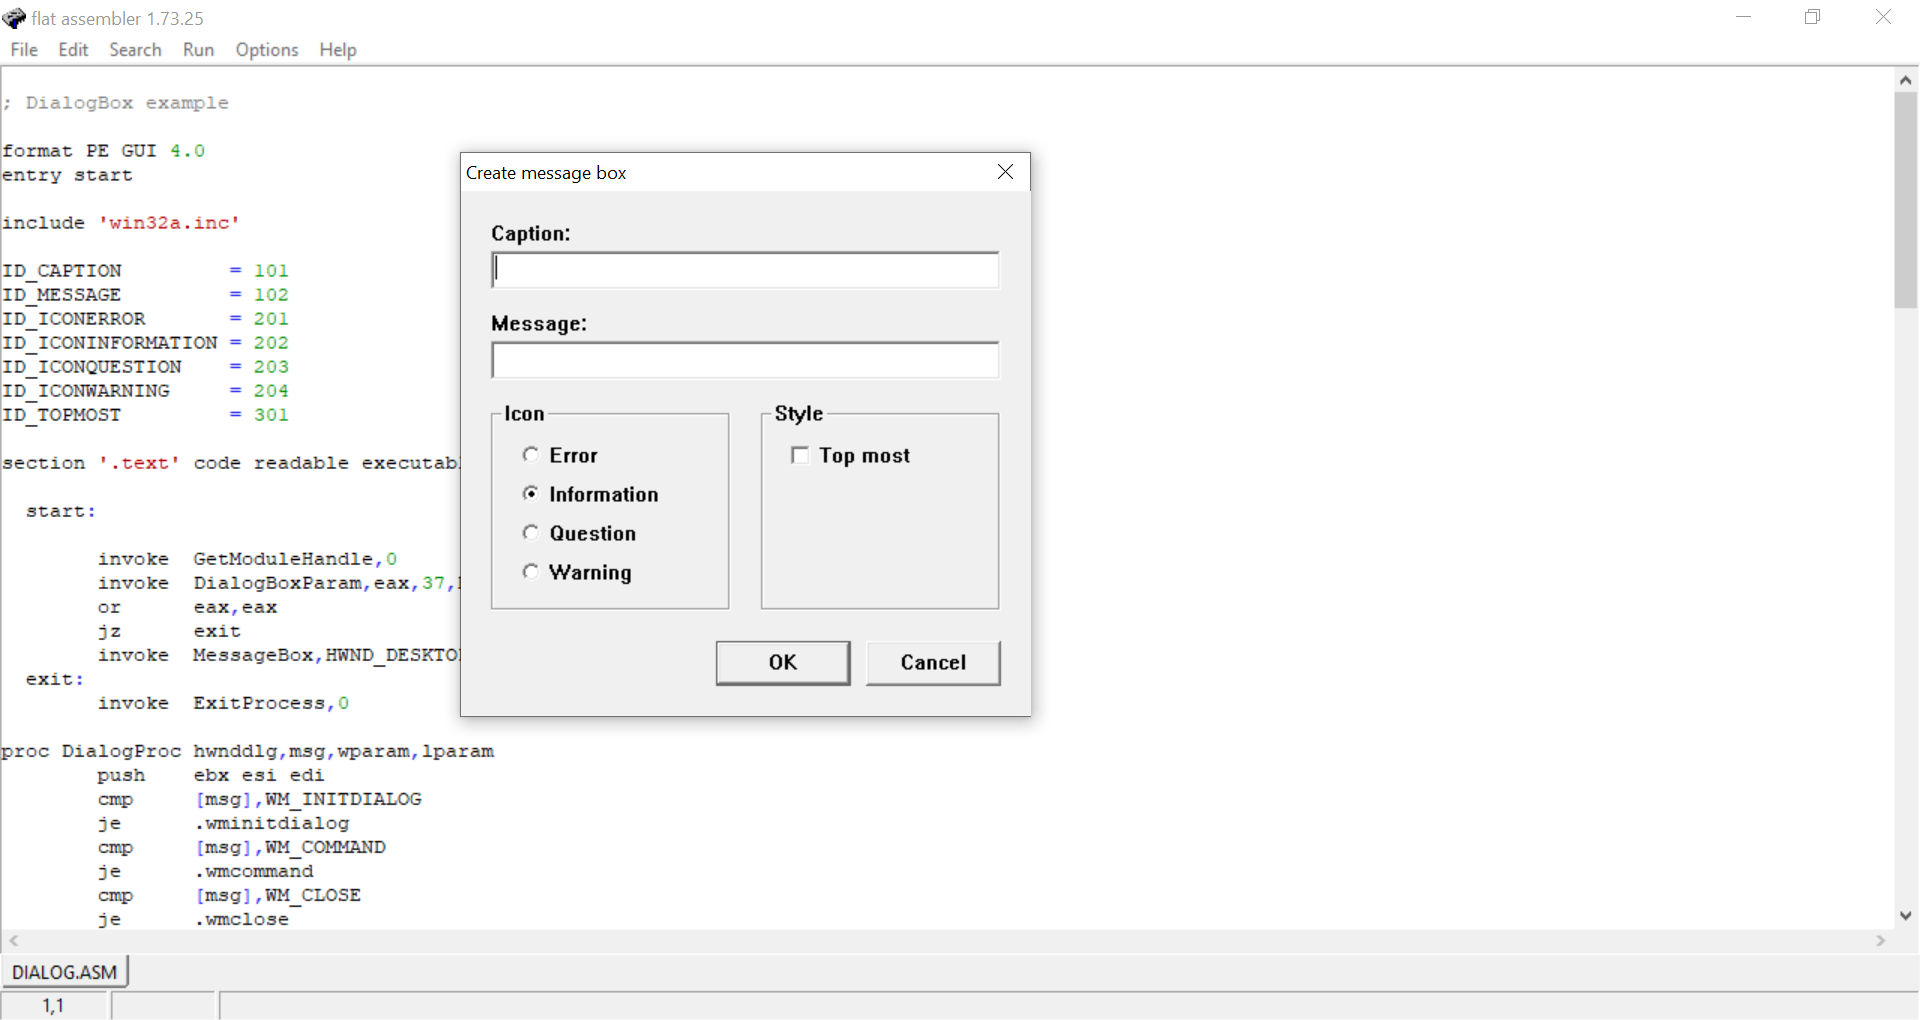 flat assembler 1.73.25
File Edit Search Run Options Help
; DialogBox example
format PE GUI 4.0
entry start
include 'win32a.inc'
ID_CAPTION = 101
ID_MESSAGE = 102
ID_ICONERROR = 201
ID_ICONINFORMATION = 202
ID_ICONQUESTION = 203
ID_ICONWARNING = 204
ID_TOPMOST = 301
section '.text' code readable executabl
start:
invoke GetModuleHandle,0
invoke DialogBoxParam,eax,37,
or eax,eax
jz exit
invoke MessageBox,HWND_DESKTO
exit:
invoke ExitProcess,0
proc DialogProc hwnddlg,msg,wparam,lparam
push ebx esi edi
cmp [msg],WM_INITDIALOG
je .wminitdialog
cmp [msg],WM_COMMAND
je .wmcommand
cmp [msg],WM_CLOSE
je .wmclose
Create message box
Caption:
Message:
Icon
Error
Information
Question
Warning
Style
Top most
OK Cancel
DIALOG.ASM
1,1